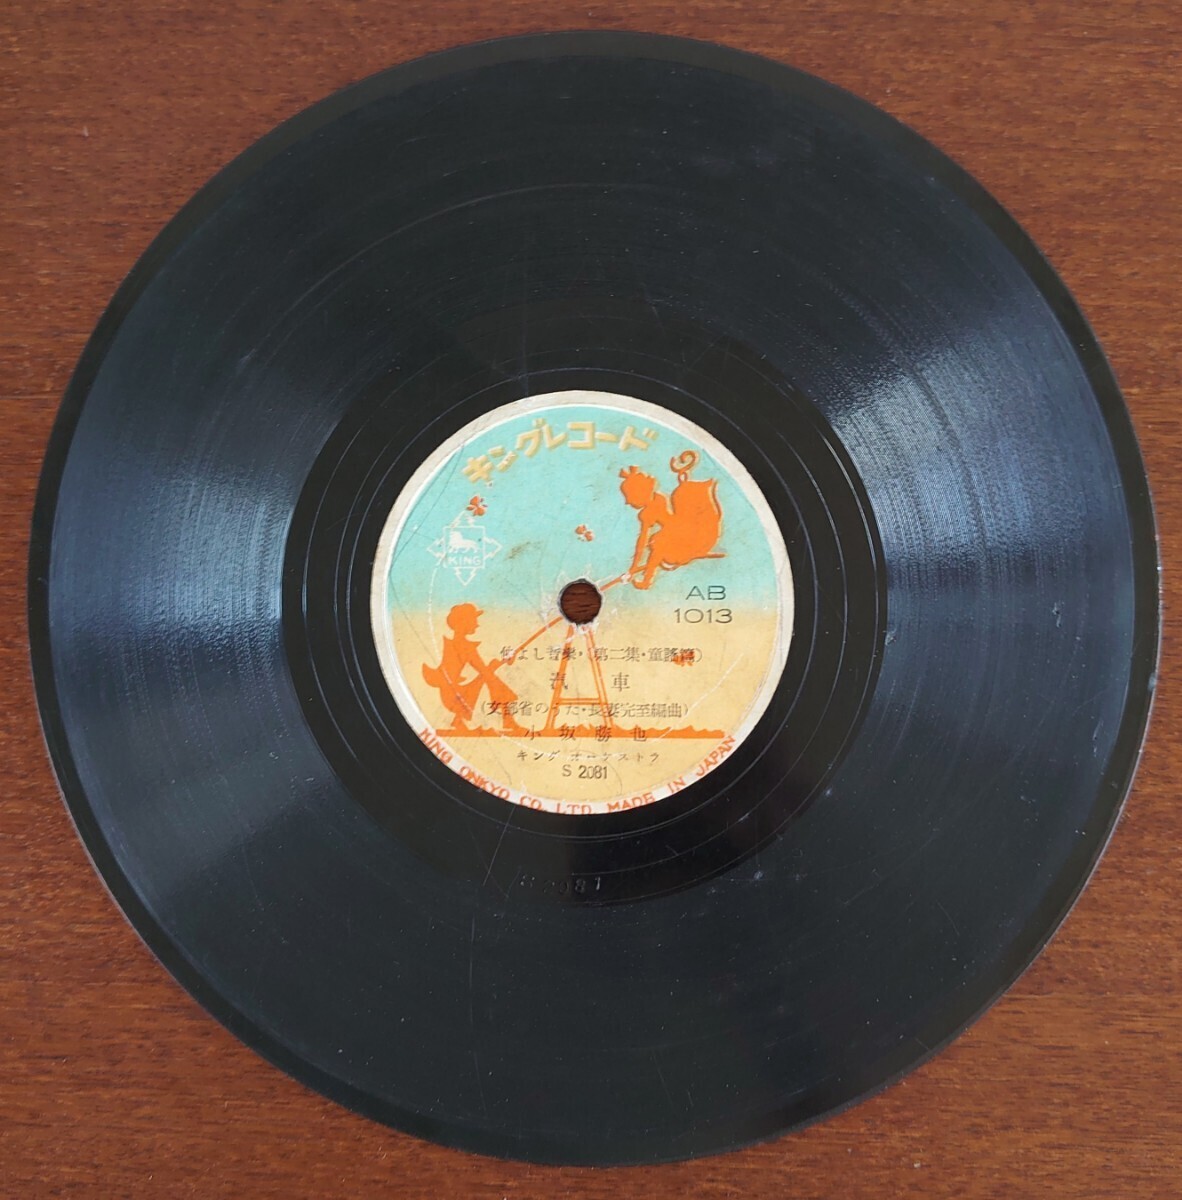 キングレコード
KING
AB
1013
仲よし音楽・(第二集・童謡篇)
汽車
(文部省のうた・長妻完至編曲)
小坂勝也
キングオーケストラ
S 2081
KING ONKYO CO., LTD. MADE IN JAPAN